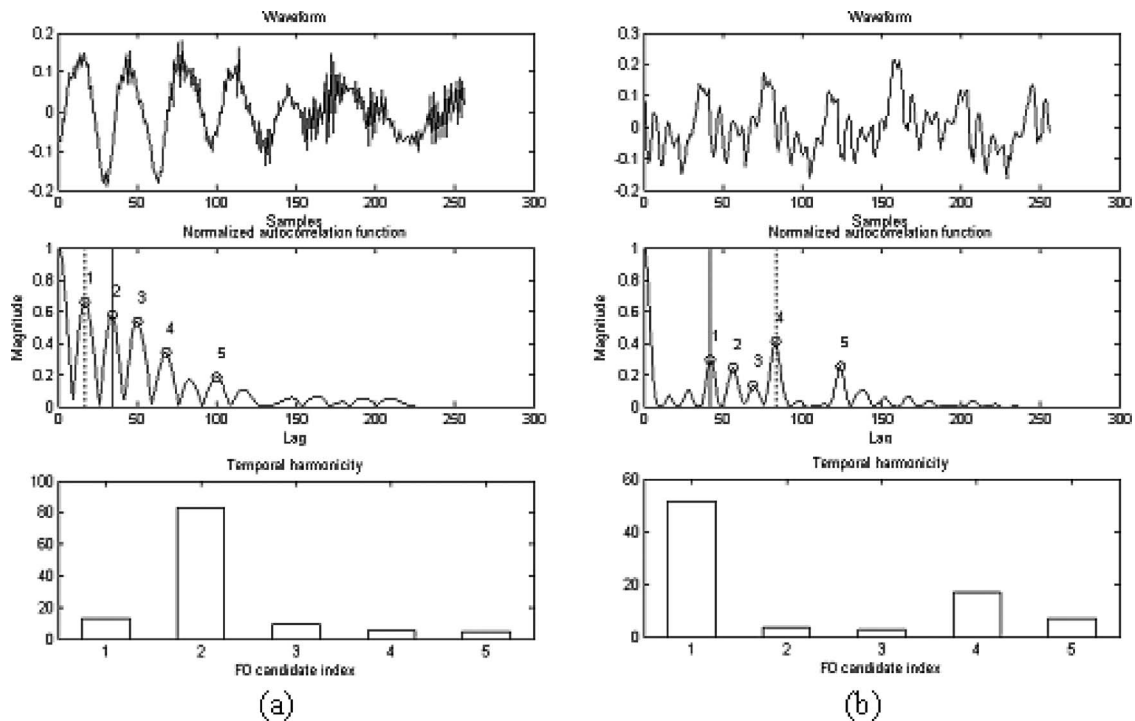 Waveform
0.2
0.1
0
-0.1
-0.2
0 50 100 150 200 250 300
Samples
Normalized autocorrelation function
Magnitude
1
0.8
0.6
0.4
0.2
0
1 2 3 4 5
0 50 100 150 200 250 300
Lag
Temporal harmonicity
100
80
60
40
20
0
1 2 3 4 5
FO candidate index
(a)
Waveform
0.3
0.2
0.1
0
-0.1
-0.2
0 50 100 150 200 250 300
Samples
Normalized autocorrelation function
Magnitude
1
0.8
0.6
0.4
0.2
0
1 2 3 4 5
0 50 100 150 200 250 300
Lag
Temporal harmonicity
60
40
20
0
1 2 3 4 5
FO candidate index
(b)